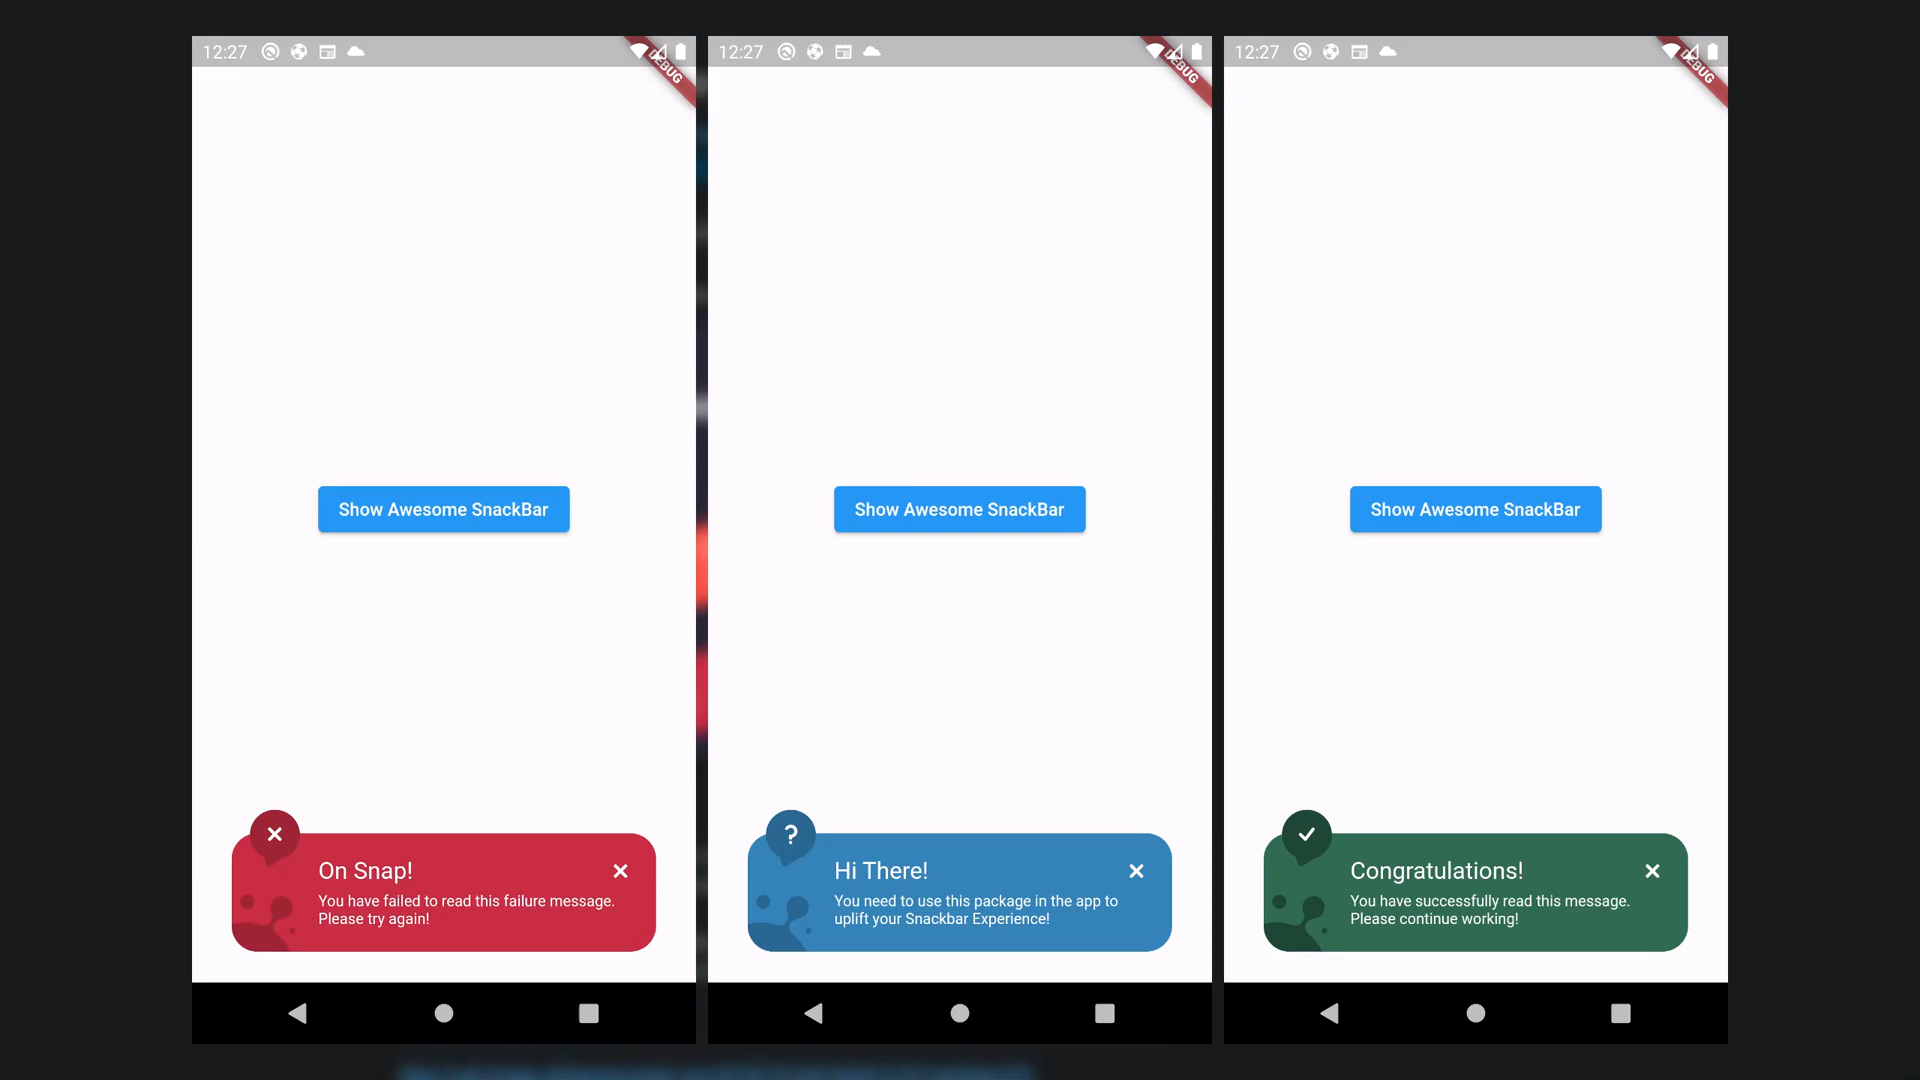 12:27
DEBUG
Show Awesome SnackBar
On Snap!
You have failed to read this failure message.
Please try again!
12:27
DEBUG
Show Awesome SnackBar
?
Hi There!
You need to use this package in the app to
uplift your Snackbar Experience!
12:27
DEBUG
Show Awesome SnackBar
Congratulations!
You have successfully read this message.
Please continue working!